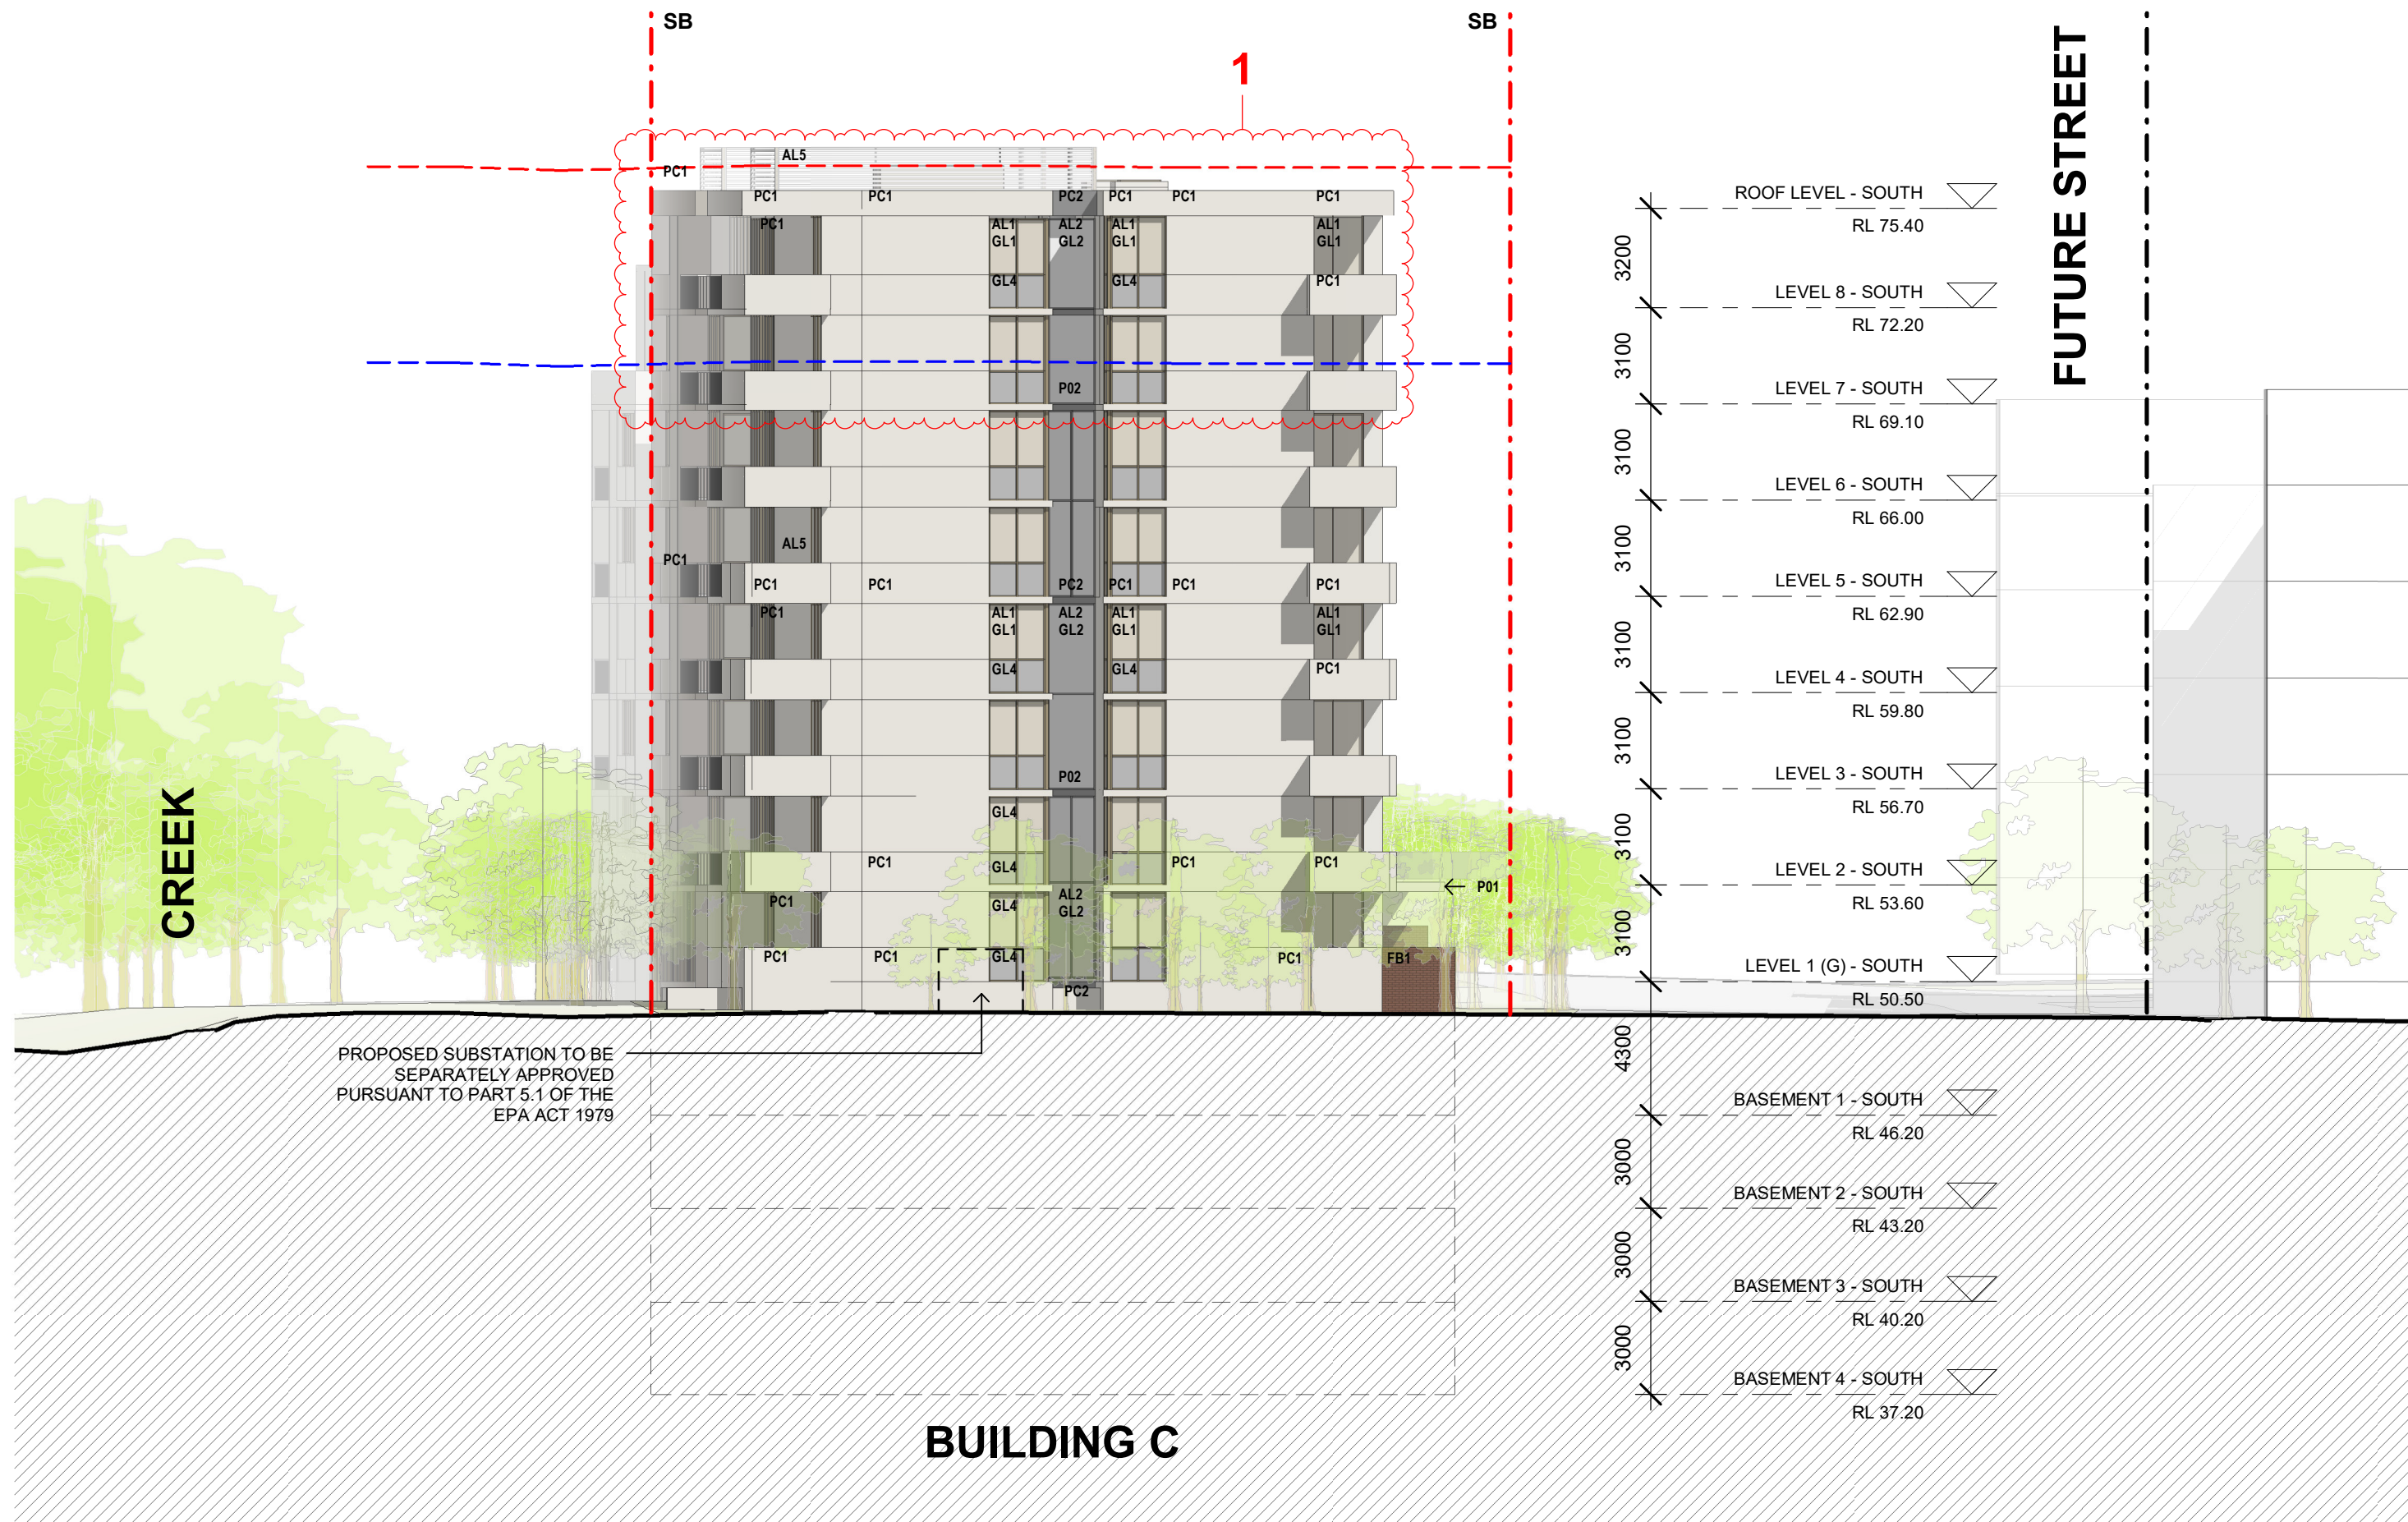 SB
SB
1
FUTURE STREET
AL5
PC1
PC1
PC1
PC2
PC1
PC1
PC1
PC1
AL1
GL1
AL2
GL2
AL1
GL1
AL1
GL1
GL4
GL4
PC1
P02
AL5
PC1
PC1
PC1
PC2
PC1
PC1
PC1
PC1
AL1
GL1
AL2
GL2
AL1
GL1
AL1
GL1
GL4
GL4
PC1
P02
GL4
PC1
GL4
PC1
PC1
P01
PC1
GL4
AL2
GL2
PC1
PC1
GL4
PC1
FB1
PC2
CREEK
ROOF LEVEL - SOUTH
RL 75.40
3200
LEVEL 8 - SOUTH
RL 72.20
3100
LEVEL 7 - SOUTH
RL 69.10
3100
LEVEL 6 - SOUTH
RL 66.00
3100
LEVEL 5 - SOUTH
RL 62.90
3100
LEVEL 4 - SOUTH
RL 59.80
3100
LEVEL 3 - SOUTH
RL 56.70
3100
LEVEL 2 - SOUTH
RL 53.60
3100
LEVEL 1 (G) - SOUTH
RL 50.50
4300
BASEMENT 1 - SOUTH
RL 46.20
3000
BASEMENT 2 - SOUTH
RL 43.20
3000
BASEMENT 3 - SOUTH
RL 40.20
3000
BASEMENT 4 - SOUTH
RL 37.20
PROPOSED SUBSTATION TO BE
SEPARATELY APPROVED
PURSUANT TO PART 5.1 OF THE
EPA ACT 1979
BUILDING C